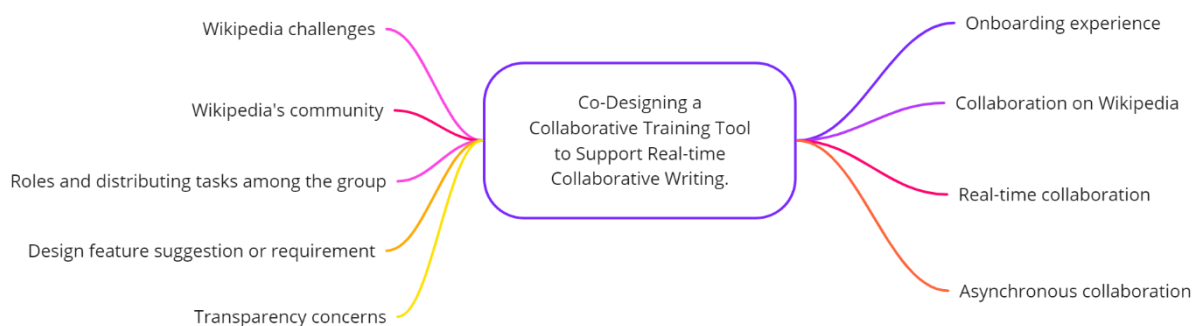 Wikipedia challenges
Wikipedia's community
Roles and distributing tasks among the group
Design feature suggestion or requirement
Transparency concerns
Co-Designing a
Collaborative Training Tool
to Support Real-time
Collaborative Writing.
Onboarding experience
Collaboration on Wikipedia
Real-time collaboration
Asynchronous collaboration